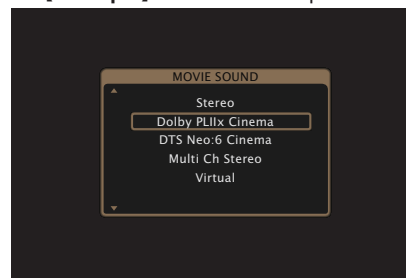 MOVIE SOUND
Stereo
Dolby PLIIx Cinema
DTS Neo:6 Cinema
Multi Ch Stereo
Virtual